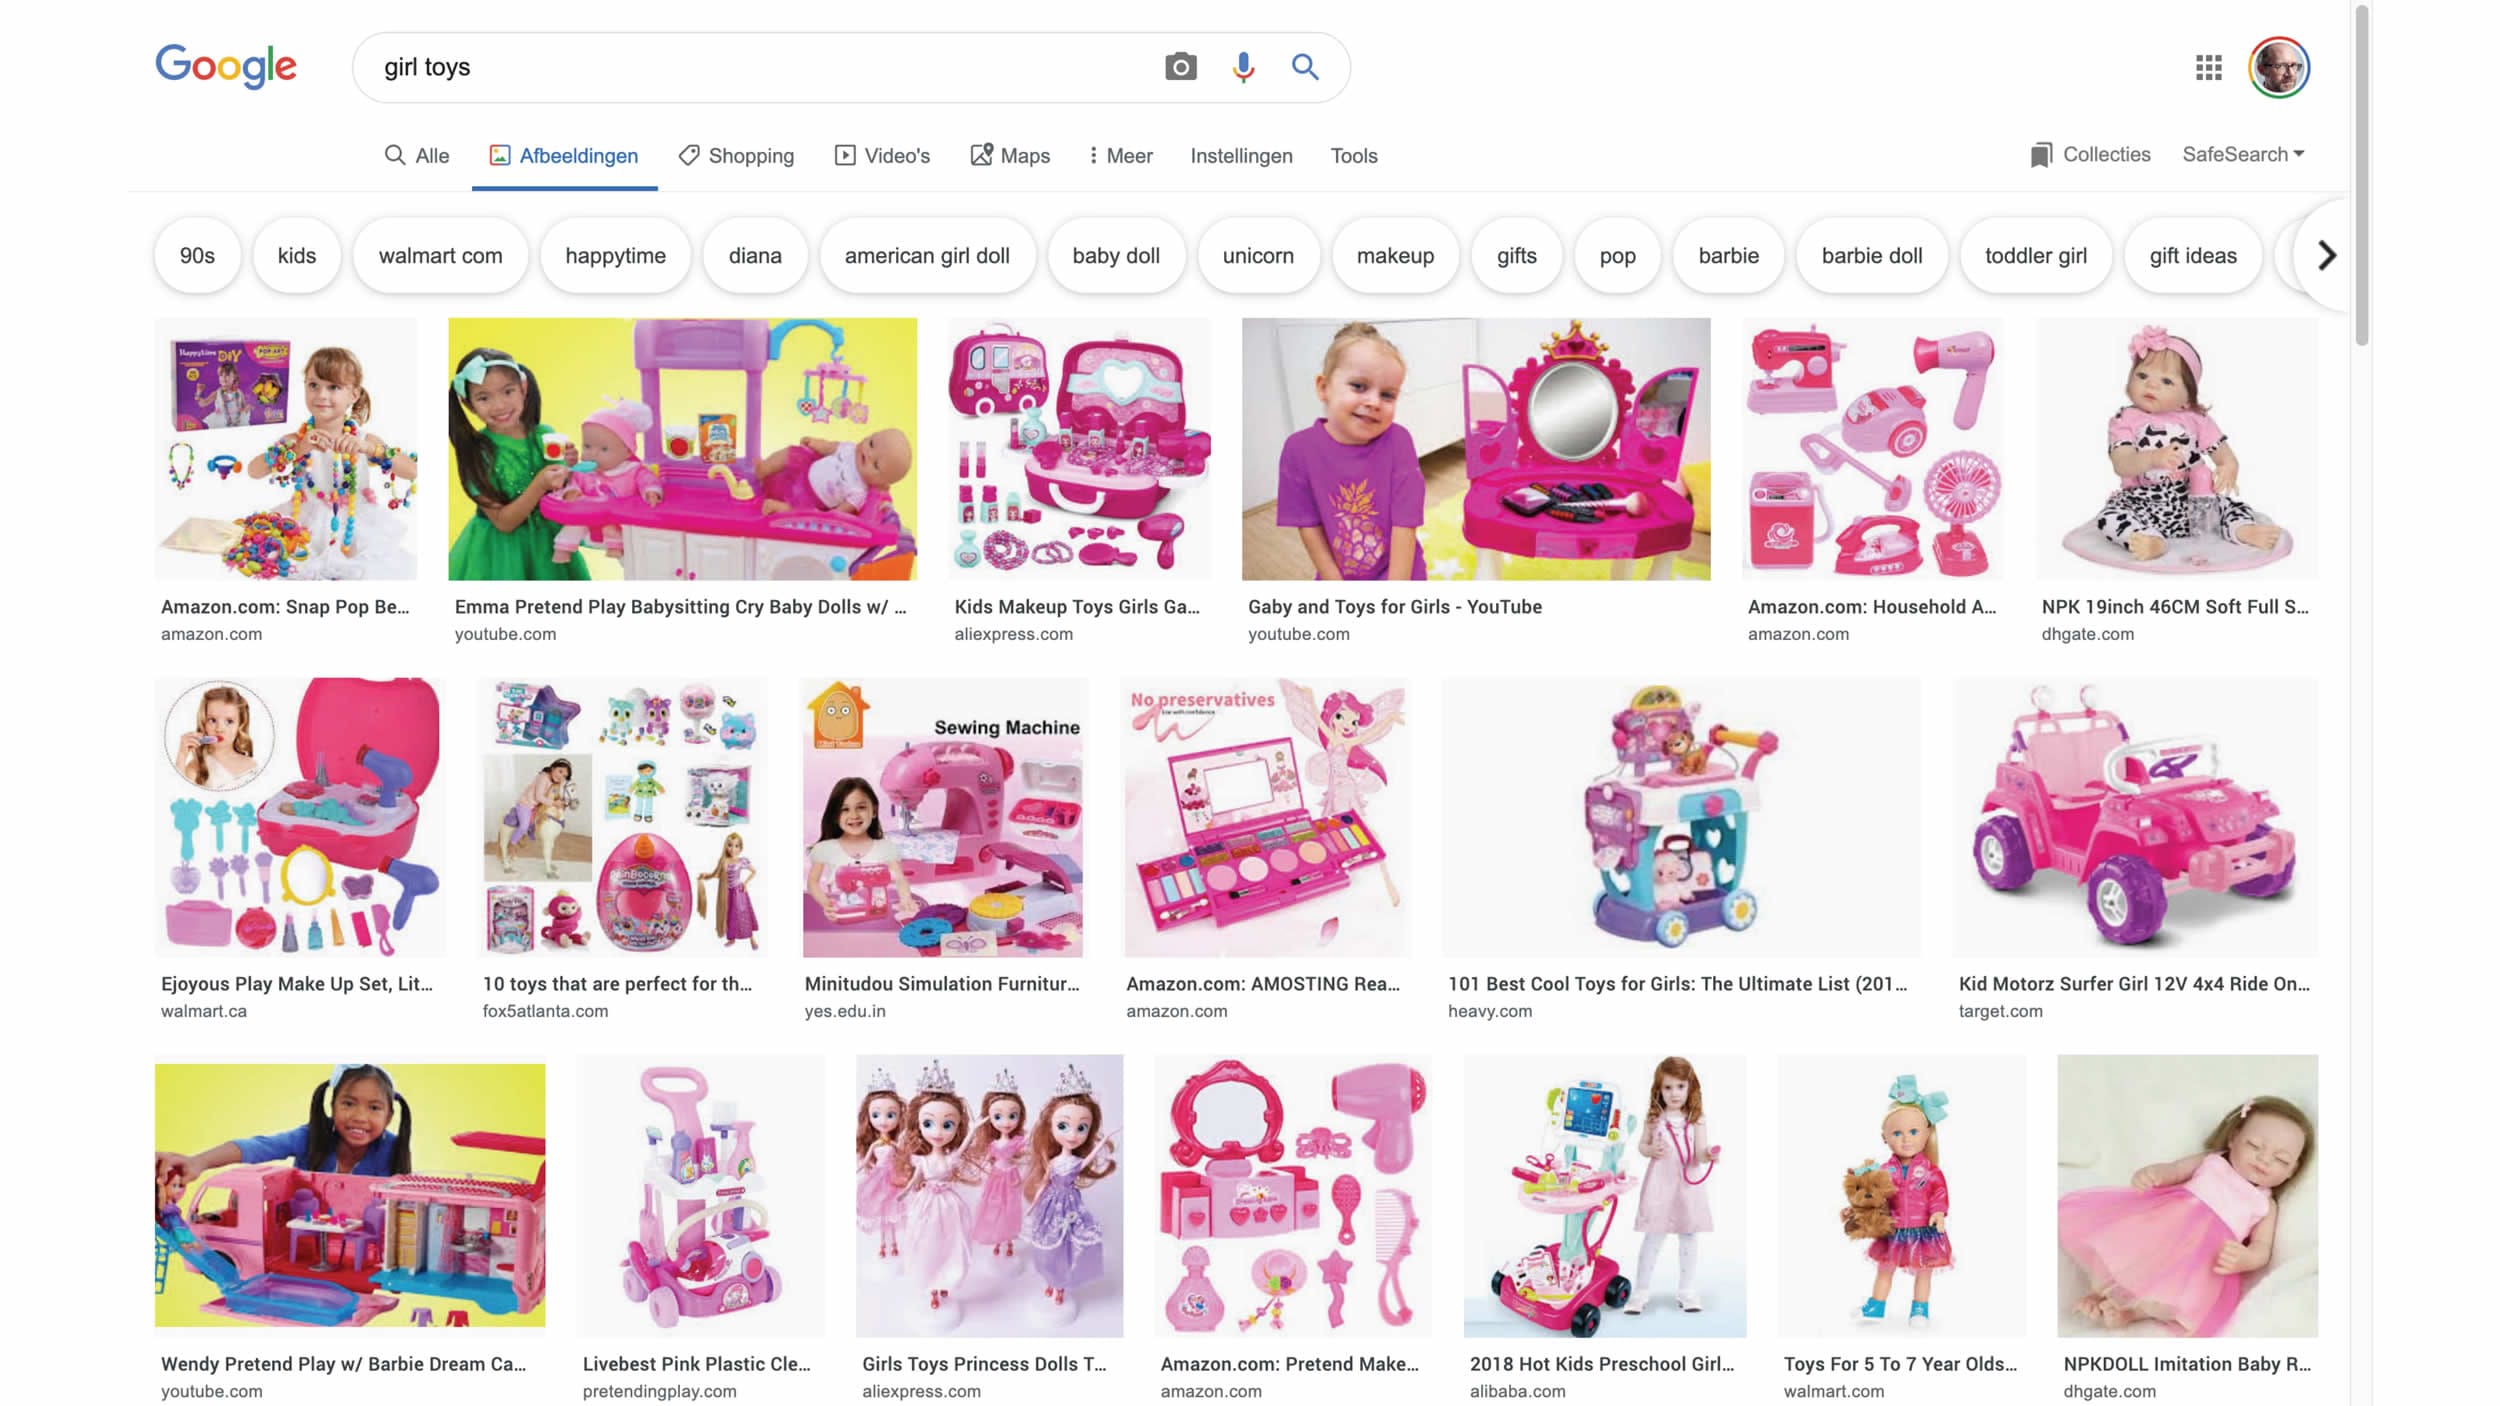 Google
girl toys
Alle
Afbeeldingen
Shopping
Video's
Maps
Meer
Instellingen
Tools
Collecties
SafeSearch
90s
kids
walmart com
happytime
diana
american girl doll
baby doll
unicorn
makeup
gifts
pop
barbie
barbie doll
toddler girl
gift ideas
HappyTime DIY
POP ART
Amazon.com: Snap Pop Be...
amazon.com
Emma Pretend Play Babysitting Cry Baby Dolls w/ ...
youtube.com
Kids Makeup Toys Girls Ga...
aliexpress.com
Gaby and Toys for Girls - YouTube
youtube.com
Amazon.com: Household A...
amazon.com
NPK 19inch 46CM Soft Full S...
dhgate.com
Sewing Machine
No preservatives
Ejoyous Play Make Up Set, Lit...
walmart.ca
10 toys that are perfect for th...
fox5atlanta.com
Minitudou Simulation Furnitur...
yes.edu.in
Amazon.com: AMOSTING Rea...
amazon.com
101 Best Cool Toys for Girls: The Ultimate List (201...
heavy.com
Kid Motorz Surfer Girl 12V 4x4 Ride On...
target.com
Wendy Pretend Play w/ Barbie Dream Ca...
youtube.com
Livebest Pink Plastic Cle...
pretendingplay.com
Girls Toys Princess Dolls T...
aliexpress.com
Amazon.com: Pretend Make...
amazon.com
2018 Hot Kids Preschool Girl...
alibaba.com
Toys For 5 To 7 Year Olds...
walmart.com
NPKDOLL Imitation Baby R...
dhgate.com